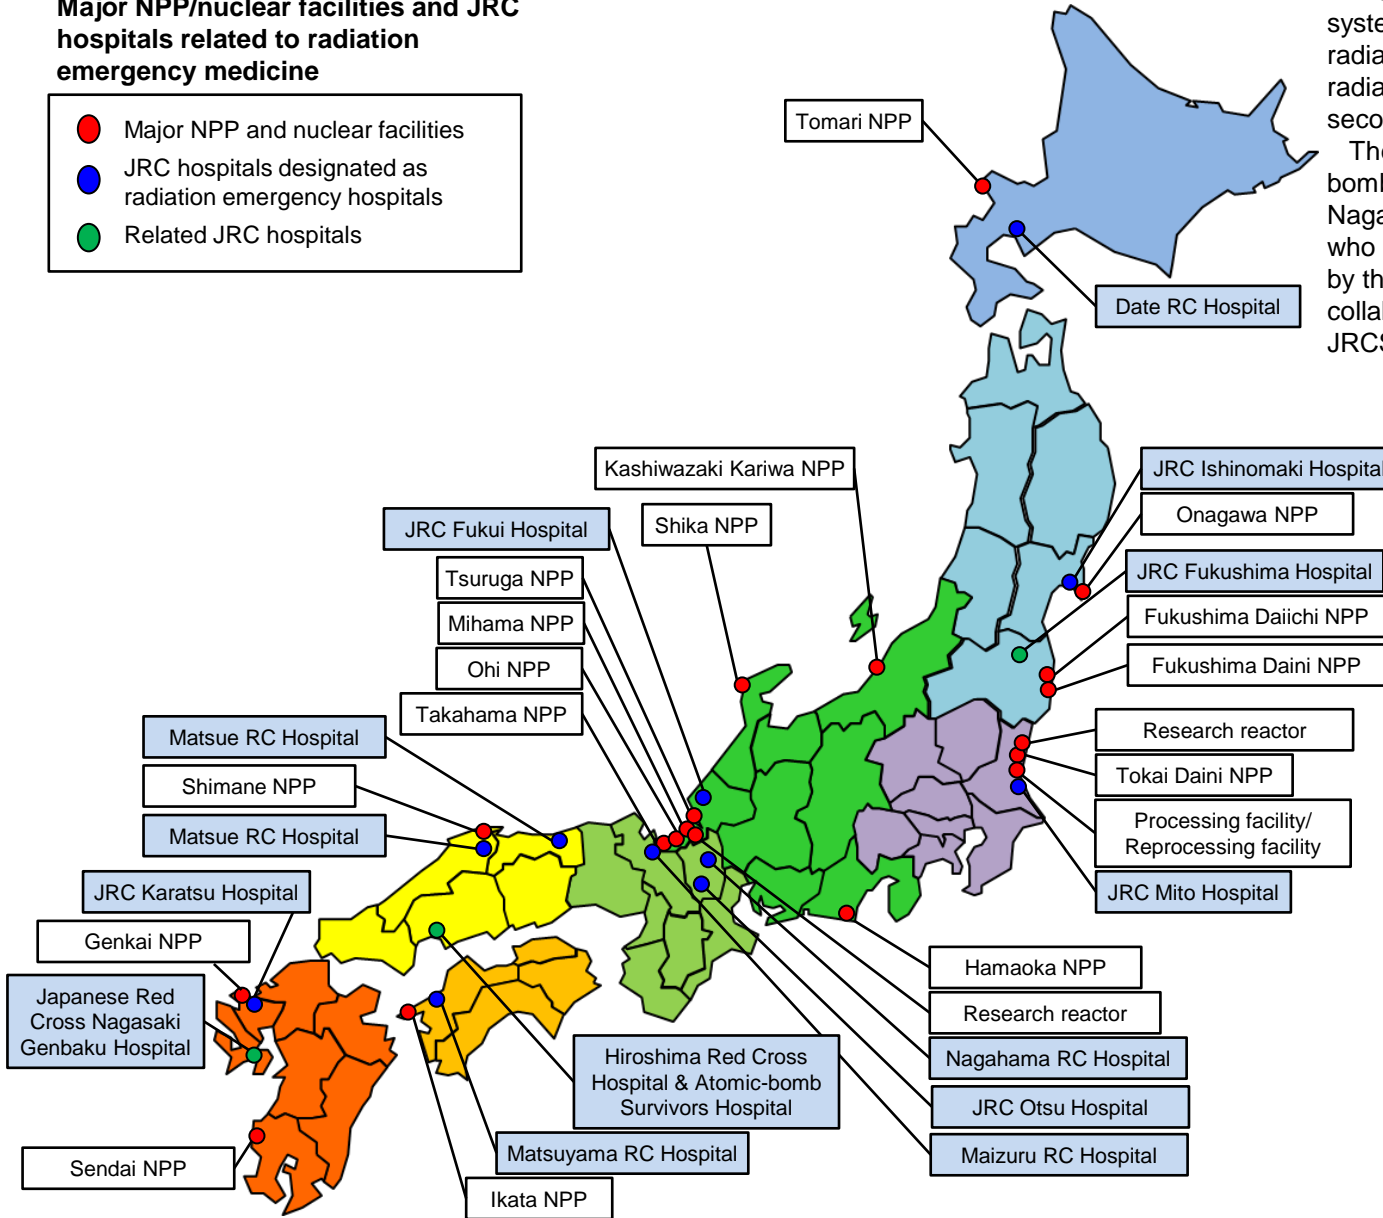 Major NPP/nuclear facilities and JRC
hospitals related to radiation
emergency medicine
Major NPP and nuclear facilities
JRC hospitals designated as
radiation emergency hospitals
Related JRC hospitals
Tomari NPP
Date RC Hospital
The
who
by th
JRCS
Kashiwazaki Kariwa NPP
Shika NPP
JRC Fukui Hospital
Tsuruga NPP
Mihama NPP
Ohi NPP
Takahama NPP
JRC Ishinomaki Hospital
Onagawa NPP
JRC Fukushima Hospital
Fukushima Daiichi NPP
Fukushima Daini NPP
Research reactor
Tokai Daini NPP
Processing facility/
Reprocessing facility
JRC Mito Hospital
Matsue RC Hospital
Shimane NPP
Matsue RC Hospital
JRC Karatsu Hospital
Genkai NPP
Japanese Red
Cross Nagasaki
Genbaku Hospital
Sendai NPP
Hamaoka NPP
Research reactor
Nagahama RC Hospital
JRC Otsu Hospital
Maizuru RC Hospital
Hiroshima Red Cross
Hospital & Atomic-bomb
Survivors Hospital
Matsuyama RC Hospital
Ikata NPP